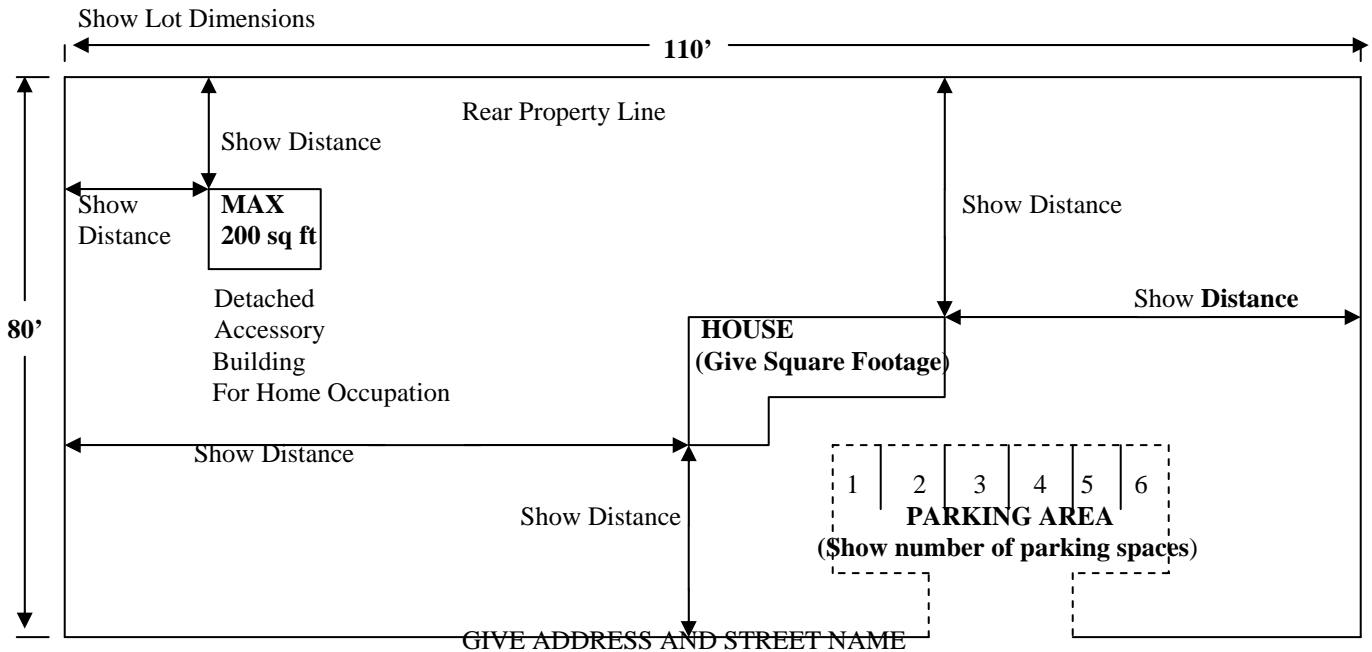 Show Lot Dimensions
110’
Rear Property Line
Show Distance
Show
Distance
MAX
200 sq ft
Show Distance
80’
Detached
Accessory
Building
For Home Occupation
Show Distance
HOUSE
(Give Square Footage)
Show Distance
Show Distance
1 2 3 4 5 6
PARKING AREA
(Show number of parking spaces)
GIVE ADDRESS AND STREET NAME